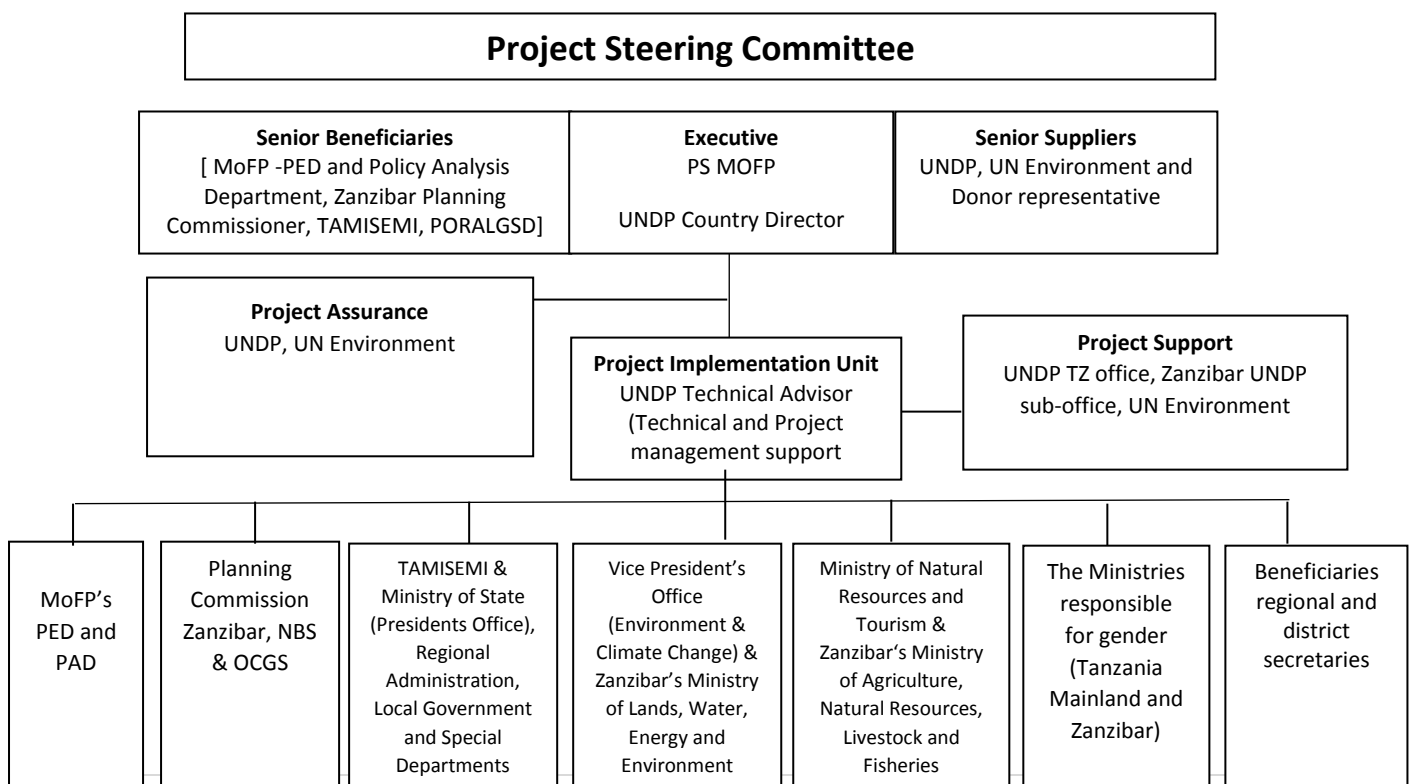 Project Steering Committee
Senior Beneficiaries
[ MoFP -PED and Policy Analysis
Department, Zanzibar Planning
Commissioner, TAMISEMI, PORALGSD]
Executive
PS MOFP
UNDP Country Director
Senior Suppliers
UNDP, UN Environment and
Donor representative
Project Assurance
UNDP, UN Environment
Project Implementation Unit
UNDP Technical Advisor
(Technical and Project
management support
Project Support
UNDP TZ office, Zanzibar UNDP
sub-office, UN Environment
MoFP’s
PED and
PAD
Planning
Commission
Zanzibar, NBS
& OCGS
TAMISEMI &
Ministry of State
(Presidents Office),
Regional
Administration,
Local Government
and Special
Departments
Vice President’s
Office
(Environment &
Climate Change) &
Zanzibar’s Ministry
of Lands, Water,
Energy and
Environment
Ministry of Natural
Resources and
Tourism &
Zanzibar‘s Ministry
of Agriculture,
Natural Resources,
Livestock and
Fisheries
The Ministries
responsible
for gender
(Tanzania
Mainland and
Zanzibar)
Beneficiaries
regional and
district
secretaries